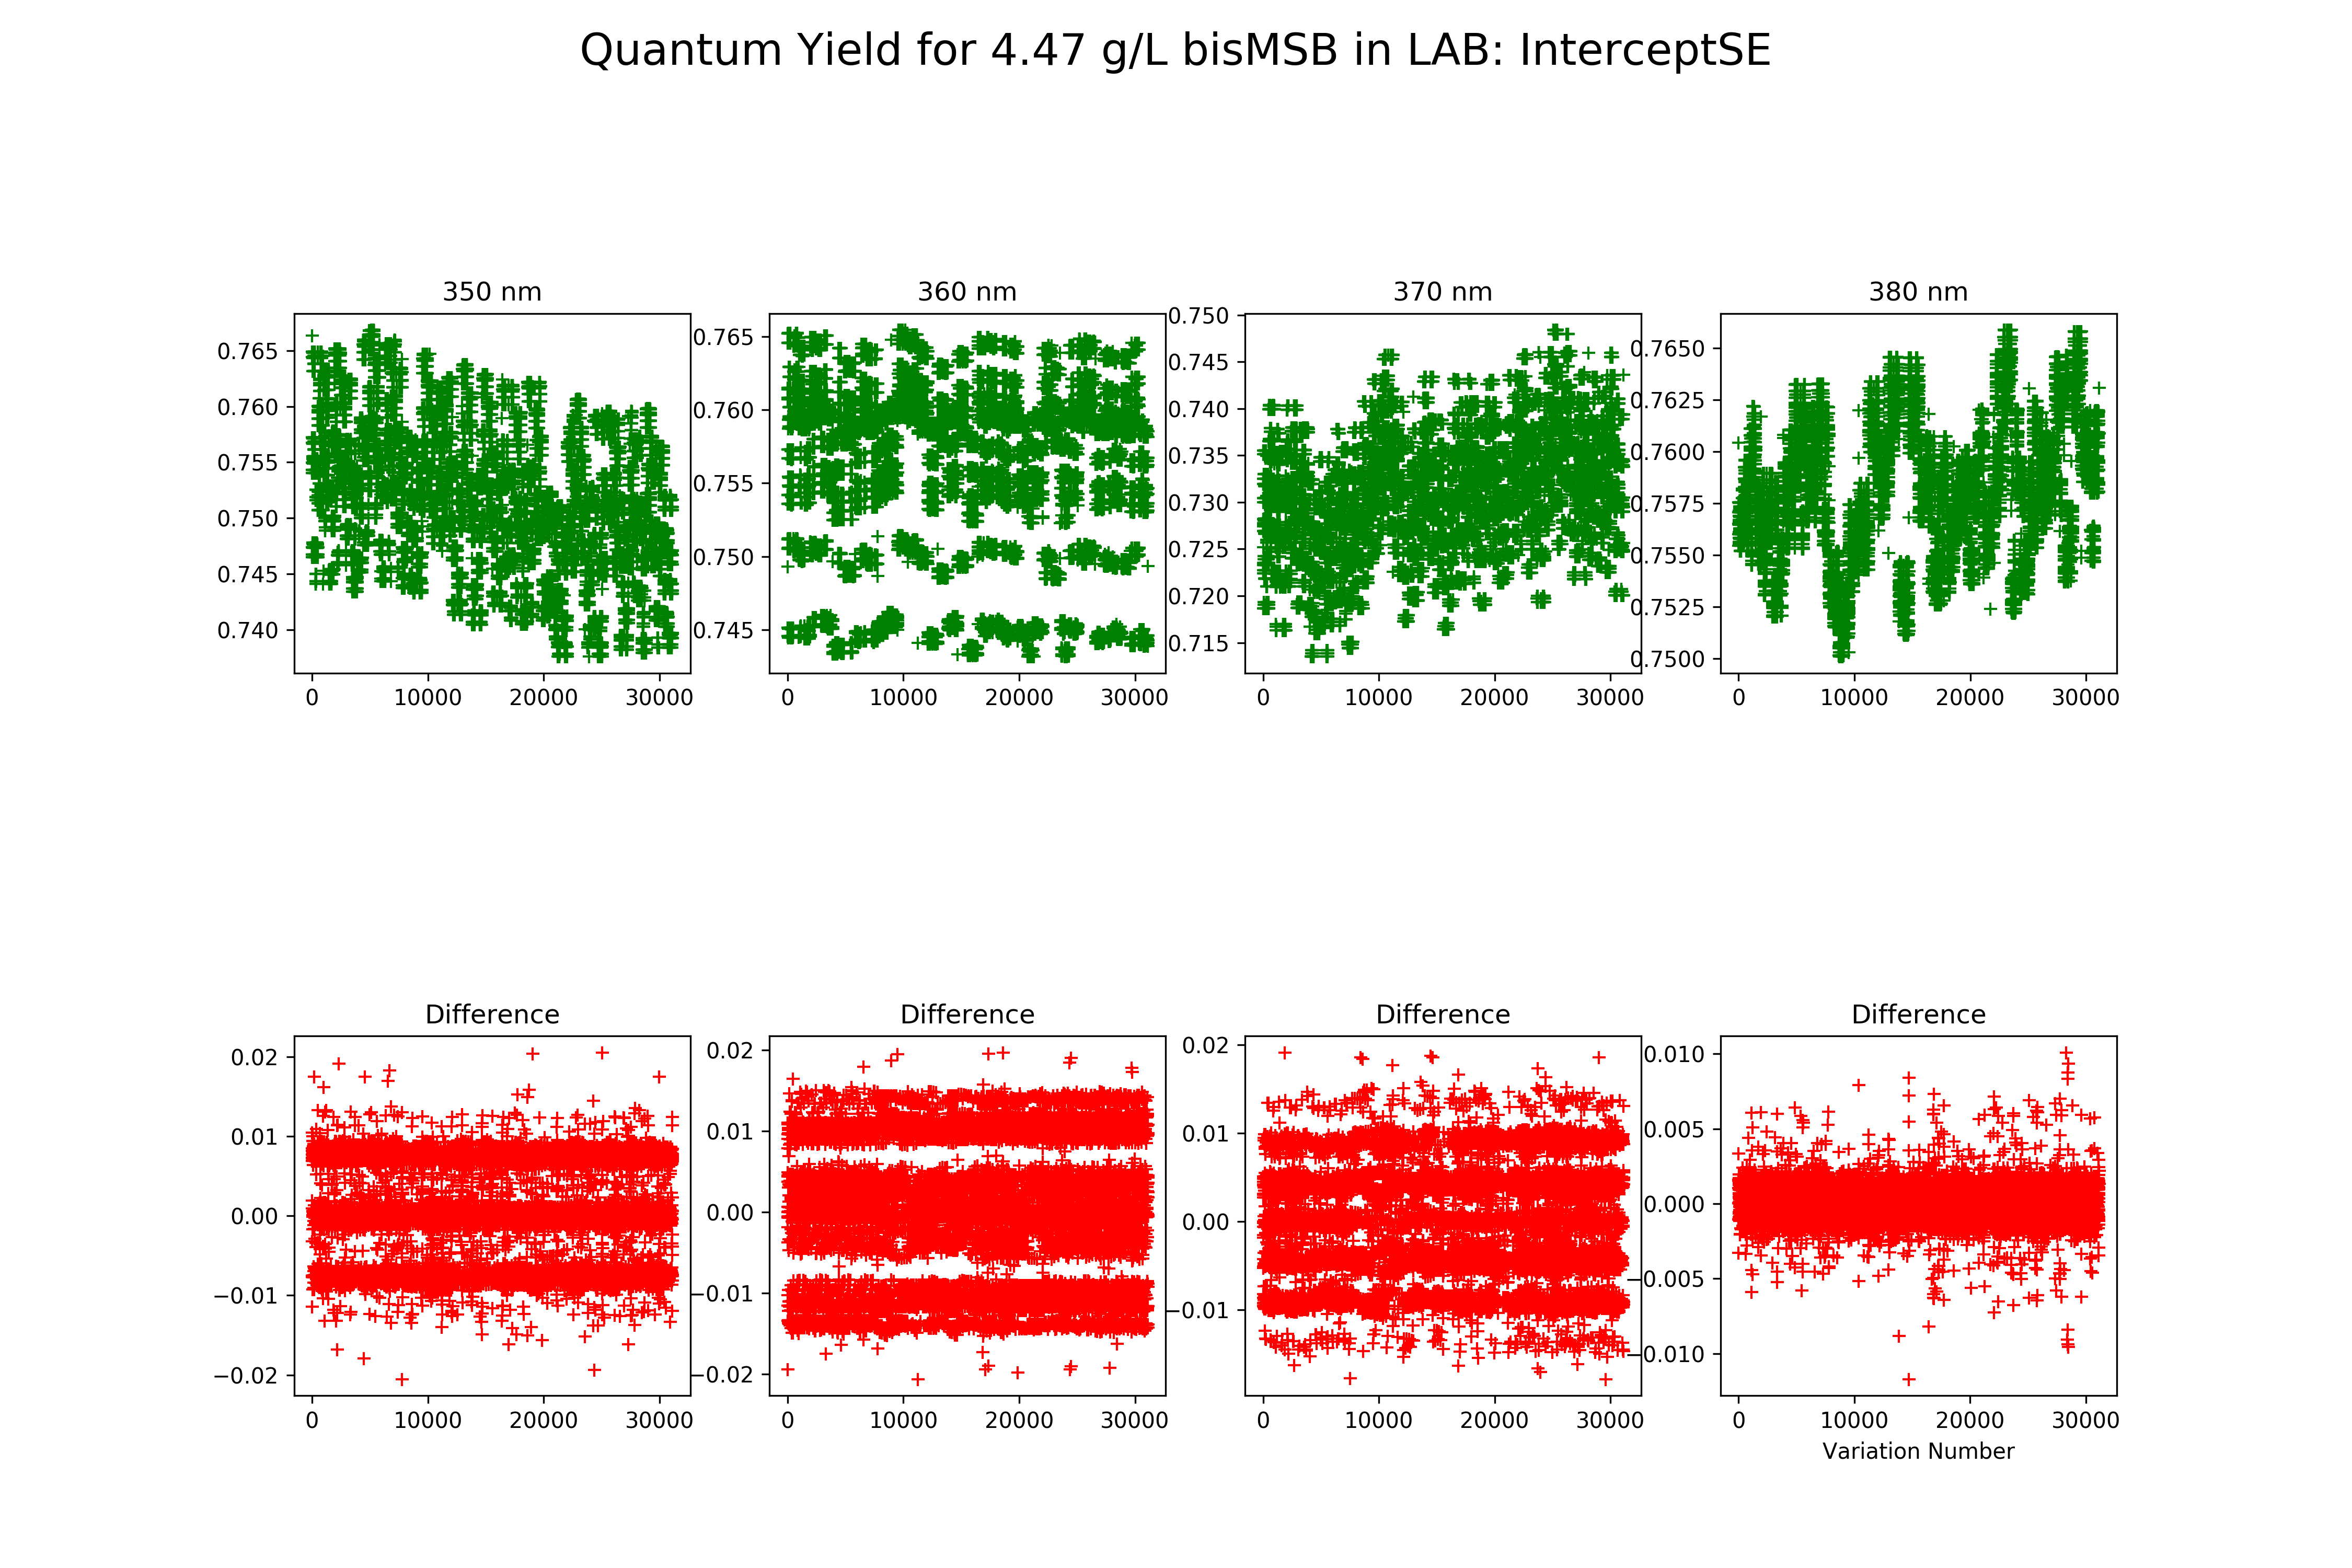 Quantum Yield for 4.47 g/L bisMSB in LAB: InterceptSE
350 nm
0.765
0.760
0.755
0.750
0.745
0.740
0 10000 20000 30000
360 nm
0.765
0.760
0.755
0.750
0.745
0 10000 20000 30000
370 nm
0.750
0.745
0.740
0.735
0.730
0.725
0.720
0.715
0 10000 20000 30000
380 nm
0.7650
0.7625
0.7600
0.7575
0.7550
0.7525
0.7500
0 10000 20000 30000
Difference
0.02
0.01
0.00
−0.01
−0.02
0 10000 20000 30000
Difference
0.02
0.01
0.00
−0.01
−0.02
0 10000 20000 30000
Difference
0.02
0.01
0.00
−0.01
0 10000 20000 30000
Difference
0.010
0.005
0.000
−0.005
−0.010
0 10000 20000 30000
Variation Number